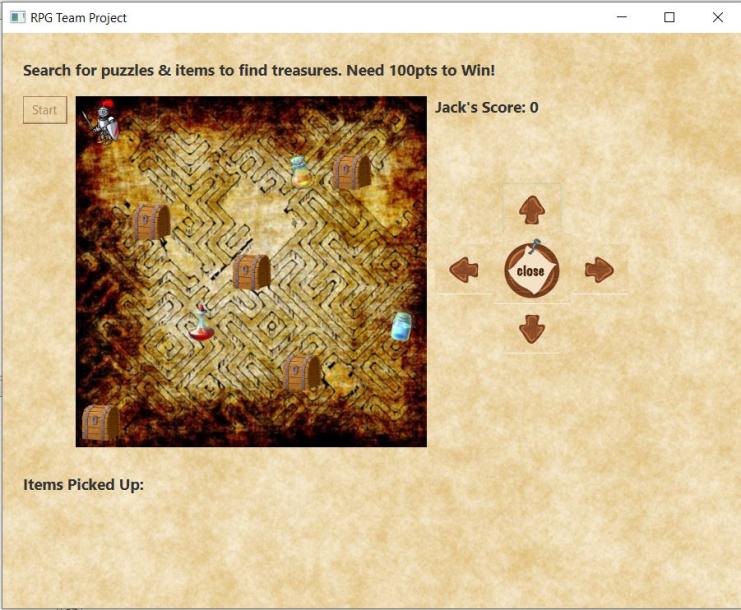 RPG Team Project
Search for puzzles & items to find treasures. Need 100pts to Win!
Start
Jack's Score: 0
close
Items Picked Up: